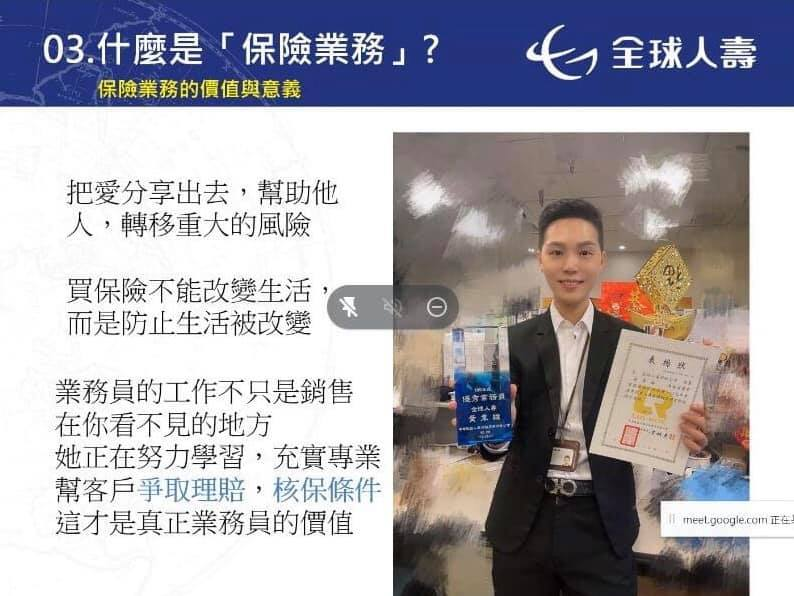 03.什麼是「保險業務」?
全球人壽
保險業務的價值與意義
把愛分享出去，幫助他
人，轉移重大的風險
買保險不能改變生活，
而是防止生活被改變
業務員的工作不只是銷售
在你看不見的地方
她正在努力學習，充實專業
幫客戶爭取理賠，核保條件
這才是真正業務員的價值
優秀業務員
全球人壽
表揚狀
meet.google.com 正在